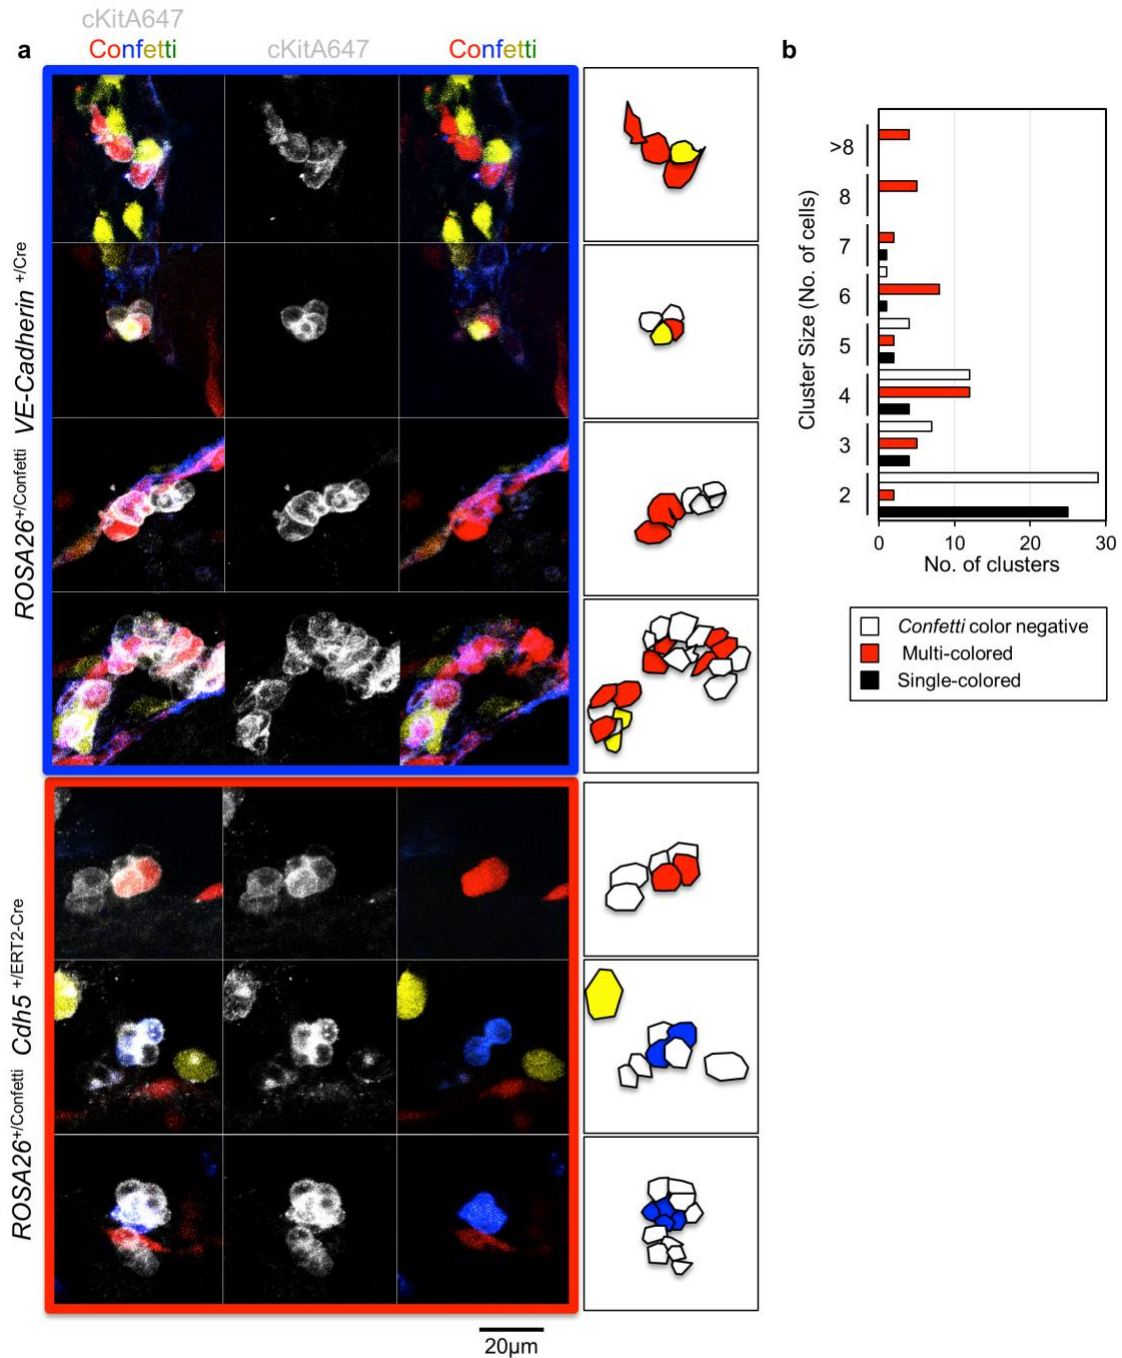 cKitA647
a Confetti cKitA647 Confetti b
ROSA26+/Confetti VE-Cadherin +/Cre
ROSA26+/Confetti Cdh5 +/ERT2-Cre
20µm
Cluster Size (No. of cells)
>8
8
7
6
5
4
3
2
0 10 20 30
No. of clusters
Confetti color negative
Multi-colored
Single-colored